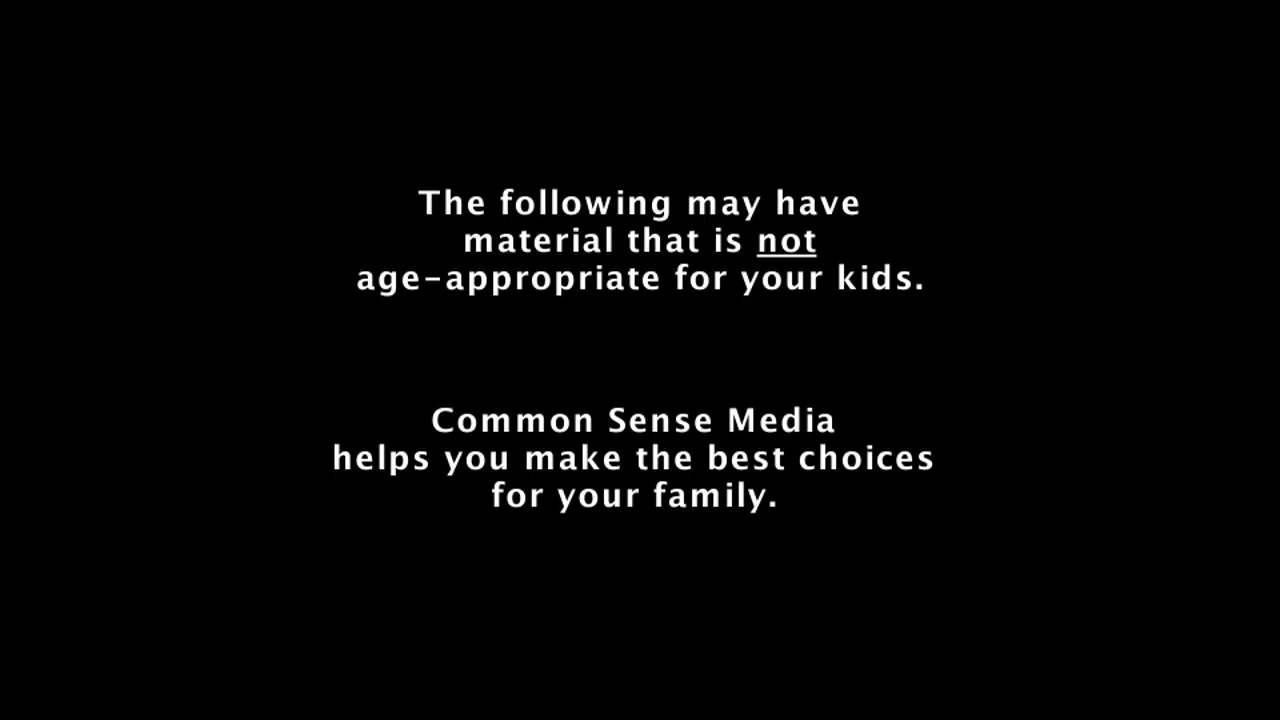 The following may have
material that is not
age-appropriate for your kids.
Common Sense Media
helps you make the best choices
for your family.